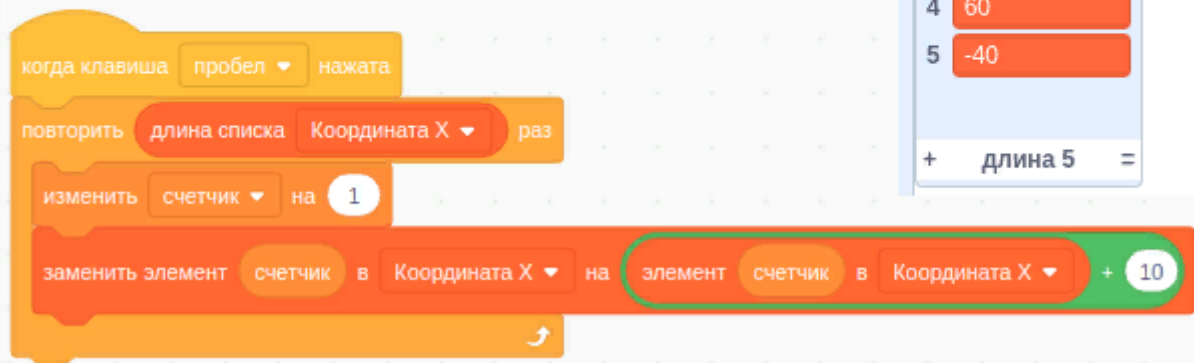 4 60
5 -40
+ длина 5 =
когда клавиша пробел нажата
повторить длина списка Координата X раз
изменить счетчик на 1
заменить элемент счетчик в Координата X на элемент счетчик в Координата X + 10